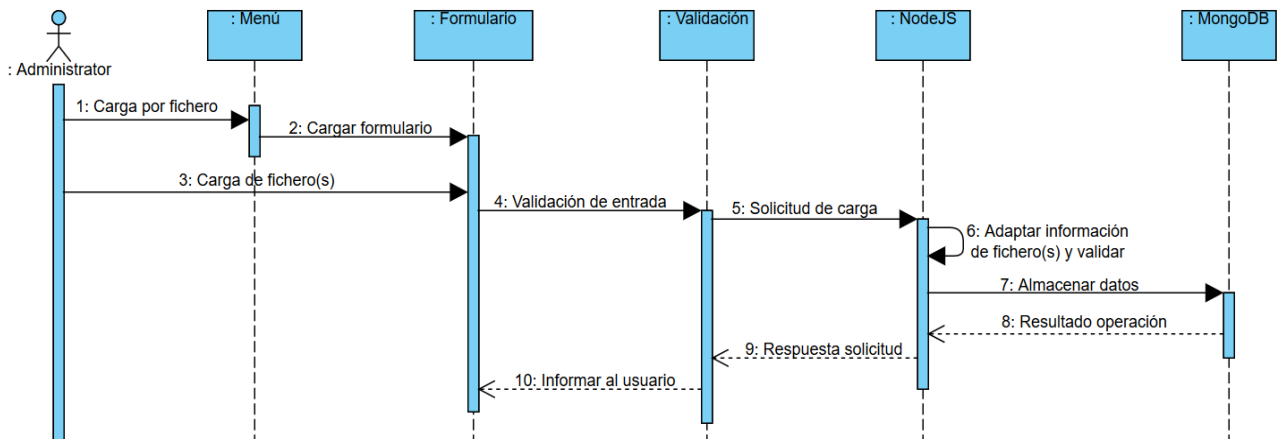 : Menú
: Formulario
: Validación
: NodeJS
: MongoDB
: Administrator
1: Carga por fichero
2: Cargar formulario
3: Carga de fichero(s)
4: Validación de entrada
5: Solicitud de carga
6: Adaptar información
de fichero(s) y validar
7: Almacenar datos
8: Resultado operación
9: Respuesta solicitud
10: Informar al usuario